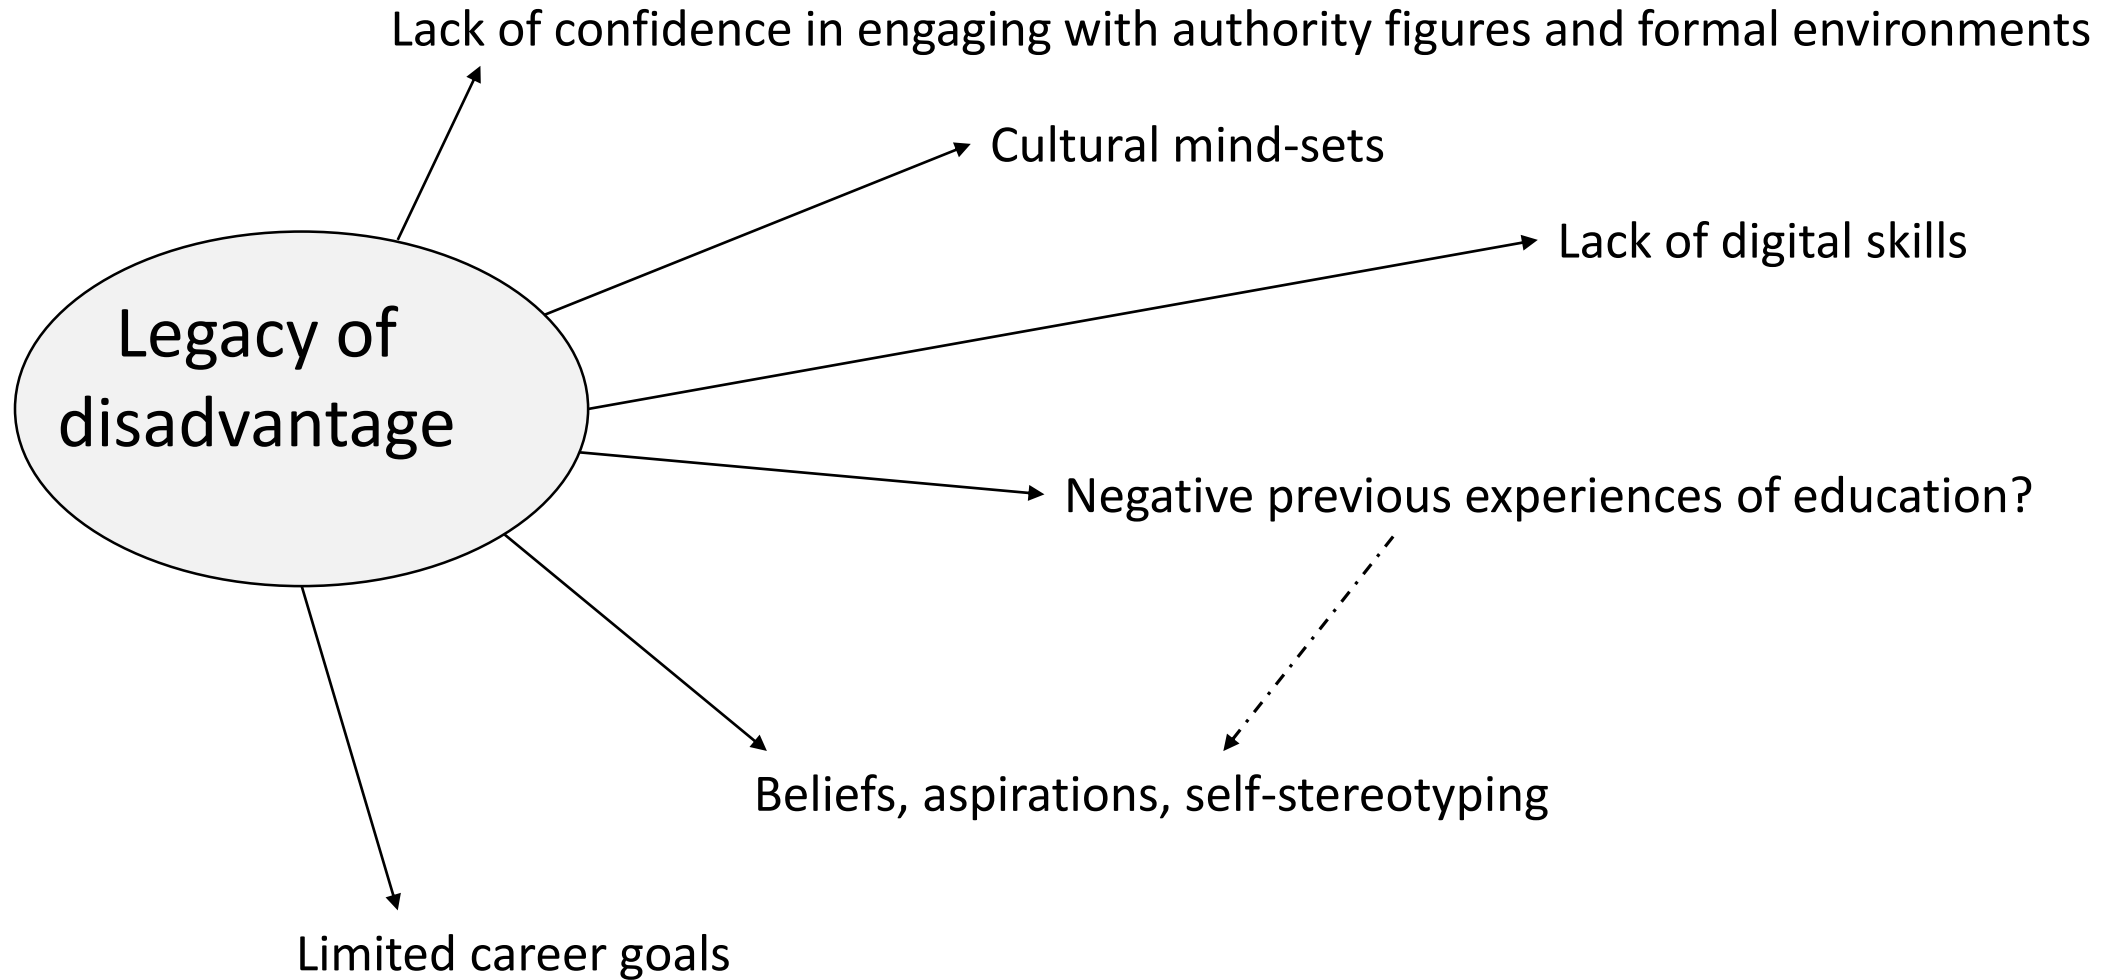 Lack of confidence in engaging with authority figures and formal environments
Cultural mind-sets
Lack of digital skills
Legacy of
disadvantage
Negative previous experiences of education?
Beliefs, aspirations, self-stereotyping
Limited career goals